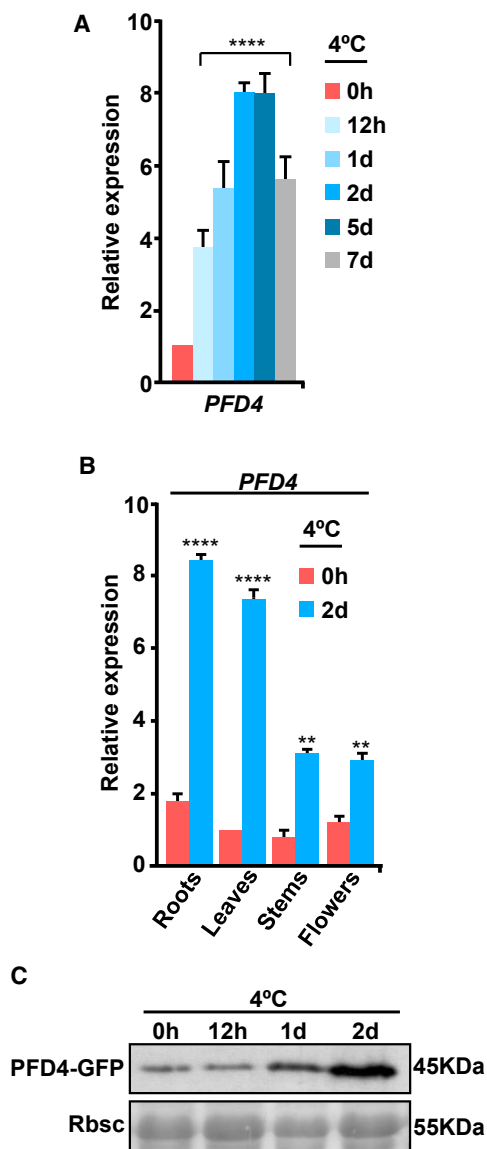 A
Relative expression
10
8
6
4
2
0
****
4ºC
0h
12h
1d
2d
5d
7d
PFD4
B
PFD4
Relative expression
10
8
6
4
2
0
****
****
**
**
4ºC
0h
2d
Roots
Leaves
Stems
Flowers
C
4ºC
0h 12h 1d 2d
PFD4-GFP 45KDa
Rbsc 55KDa